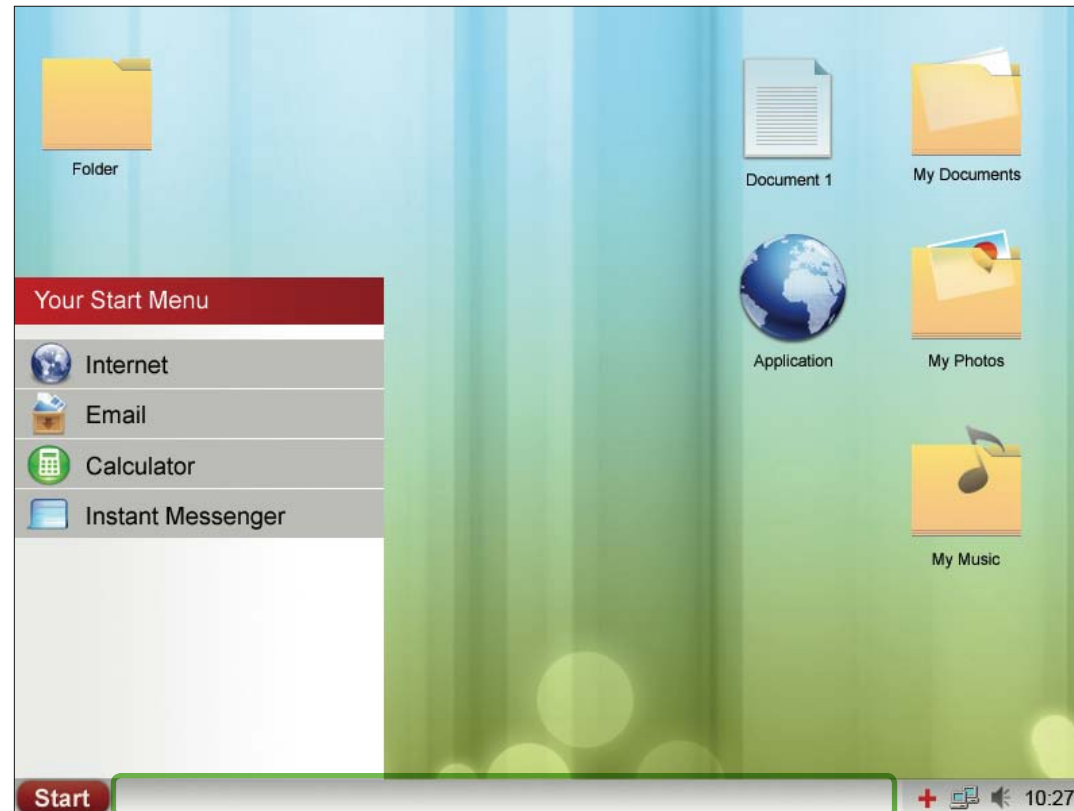 Folder
Document 1
My Documents
Application
My Photos
My Music
Your Start Menu
Internet
Email
Calculator
Instant Messenger
Start
10:27